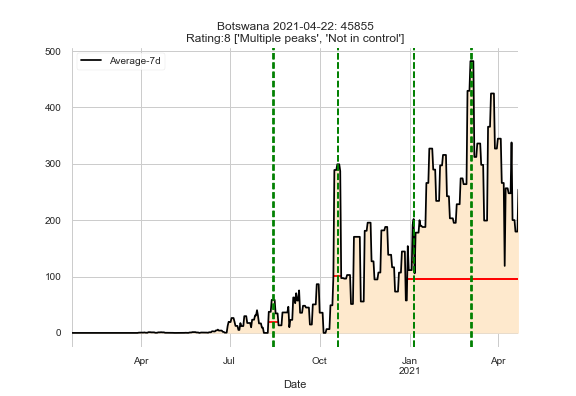 Botswana 2021-04-22: 45855
Rating:8 ['Multiple peaks', 'Not in control']
Average-7d
500
400
300
200
100
0
Apr
Jul
Oct
Jan
2021
Apr
Date